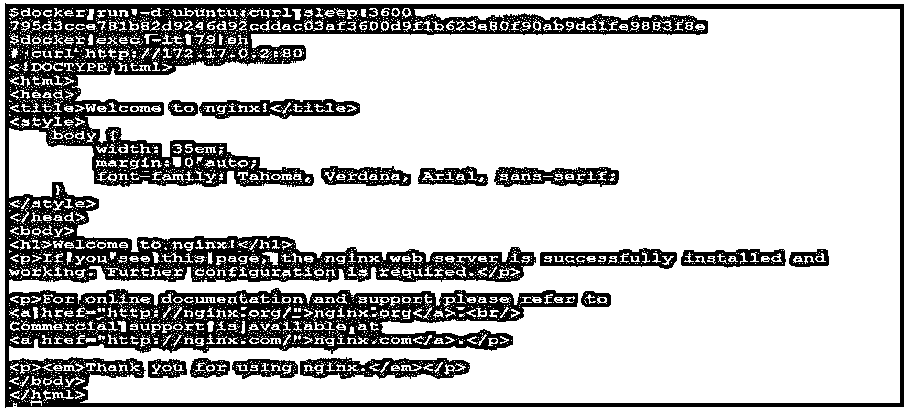 $docker run -d ubuntu:curl sleep 3600
$docker exec -it 79 sh
# curl http://172.17.0.2:80
<!DOCTYPE html>
<html>
<head>
<title>Welcome to nginx!</title>
<style>
body {
width: 35em;
margin: 0 auto;
font-family: Tahoma, Verdana, Arial, sans-serif;
}
</style>
</head>
<body>
<h1>Welcome to nginx!</h1>
<p>If you see this page, the nginx web server is successfully installed and
working. Further configuration is required.</p>
<p>For online documentation and support please refer to
<a href="http://nginx.org/">nginx.org</a>.<br/>
Commercial support is available at
<a href="http://nginx.com/">nginx.com</a>.</p>
<p><em>Thank you for using nginx.</em></p>
</body>
</html>